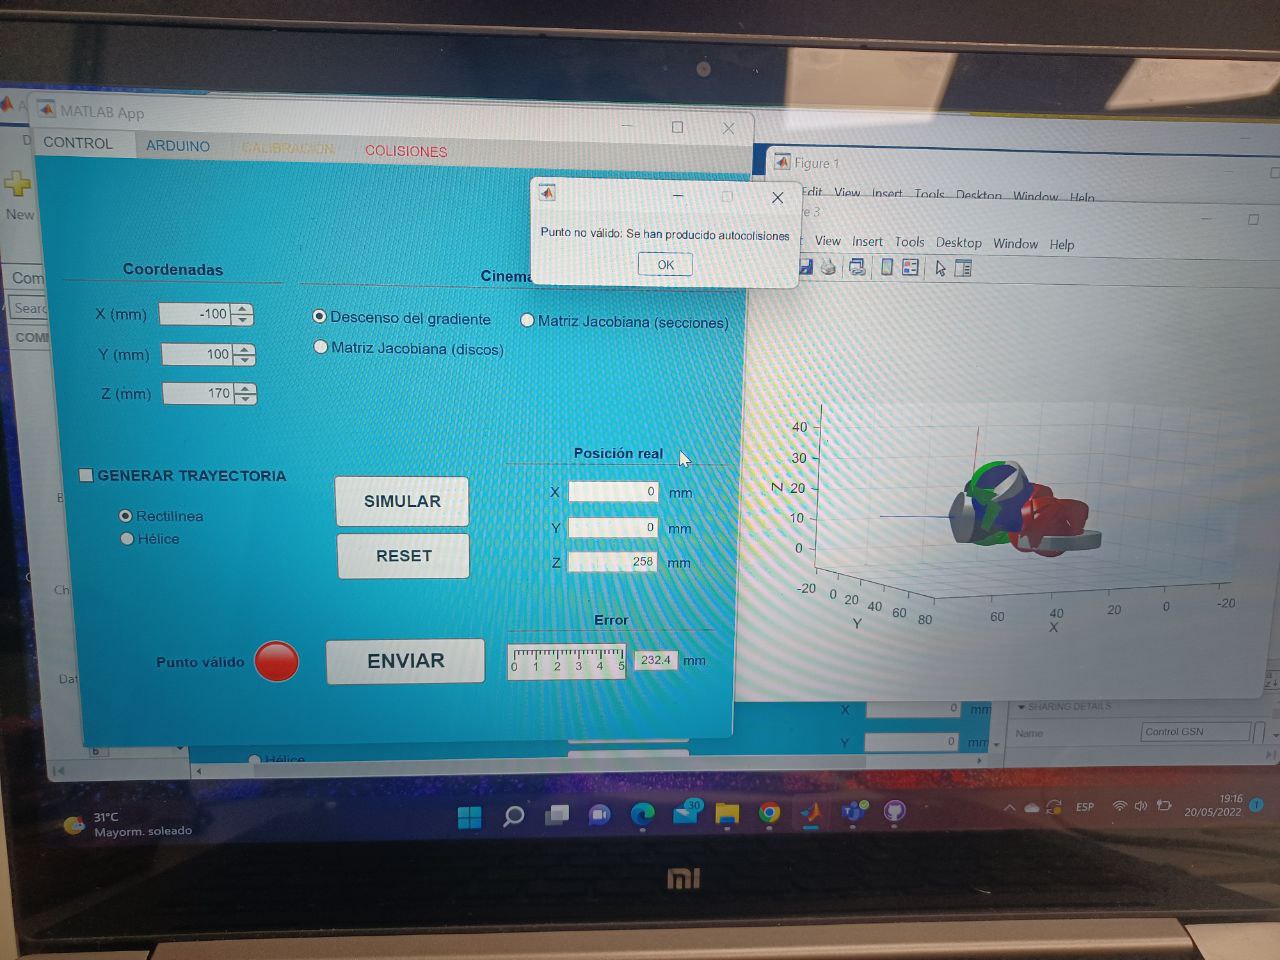 MATLAB App
CONTROL
ARDUINO
CALIBRACIÓN
COLISIONES
Figure 1
Edit View Insert Tools Desktop Window Help
e 3
View Insert Tools Desktop Window Help
Punto no válido: Se han producido autocolisiones
OK
New
Com
Searc
COMM
Coordenadas
X (mm) -100
Y (mm) 100
Z (mm) 170
Cinema
Descenso del gradiente
Matriz Jacobiana (secciones)
Matriz Jacobiana (discos)
GENERAR TRAYECTORIA
Rectilínea
Hélice
SIMULAR
RESET
Posición real
X 0 mm
Y 0 mm
Z 258 mm
Punto válido
ENVIAR
Error
0 1 2 3 4 5
232.4 mm
40
30
Z 20
10
0
-20 0 20 40 60 80
Y
60 40 20 0 -20
X
Ch
Dat
Hélice
X 0 mm
Y 0 mm
SHARING DETAILS
Name Control GSN
31°C
Mayorm. soleado
30
ESP
19:16
20/05/2022
1
mi